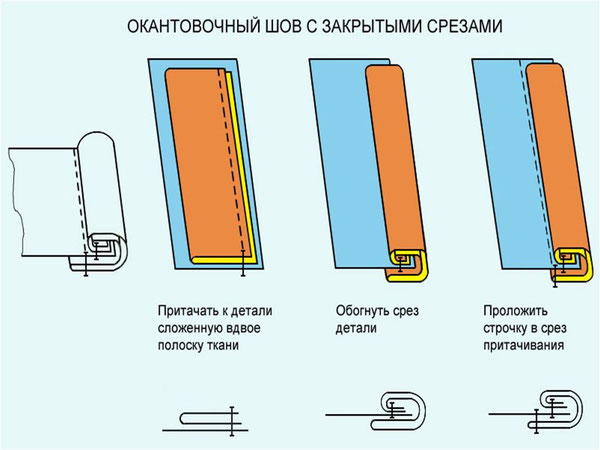 ОКАНТОВОЧНЫЙ ШОВ С ЗАКРЫТЫМИ СРЕЗАМИ
Притачать к детали
сложенную вдвое
полоску ткани
Обогнуть срез
детали
Проложить
строчку в срез
притачивания